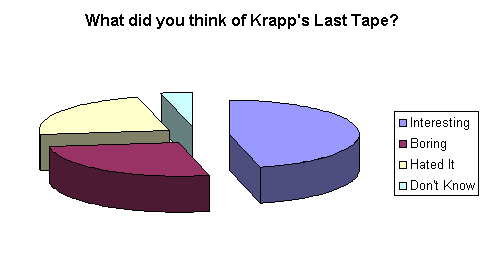 What did you think of Krapp's Last Tape?
Interesting
Boring
Hated It
Don't Know